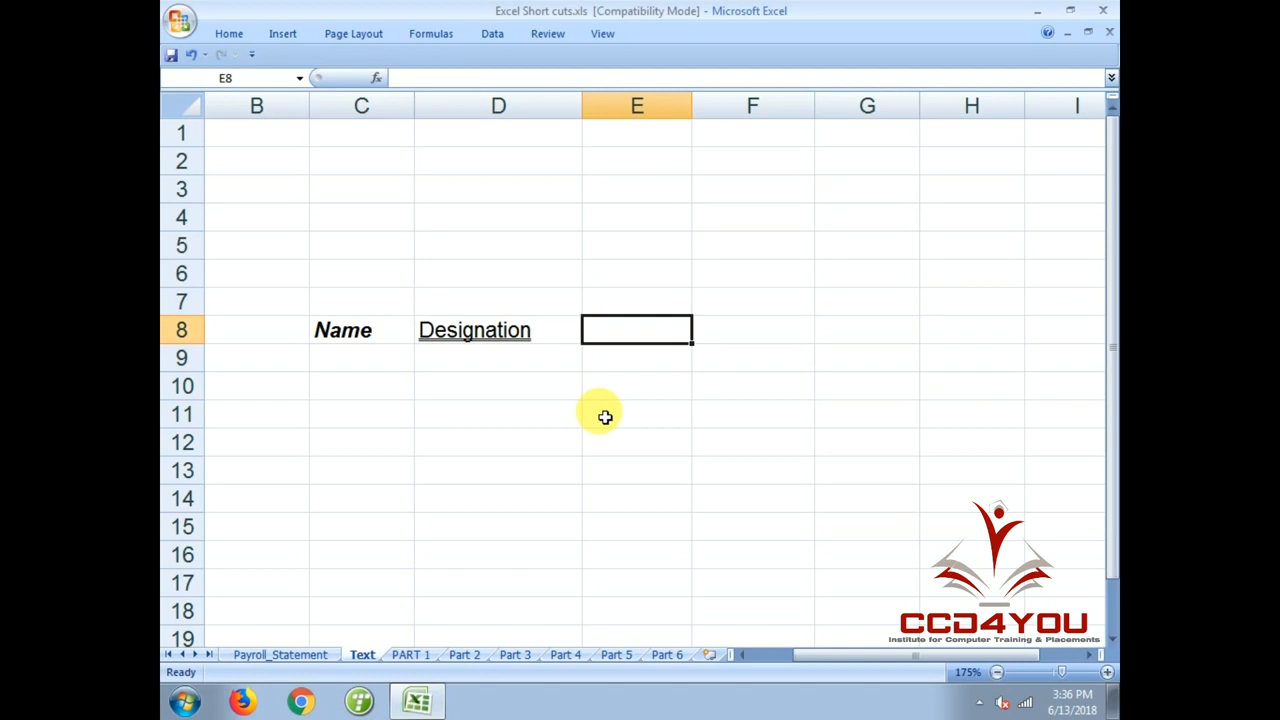 Excel Short cuts.xls [Compatibility Mode] - Microsoft Excel
Home Insert Page Layout Formulas Data Review View
E8 fx
B C D E F G H I
1
2
3
4
5
6
7
8 Name Designation
9
10
11
12
13
14
15
16
17
18
19
CCD4YOU
Institute for Computer Training & Placements
Payroll_Statement Text PART 1 Part 2 Part 3 Part 4 Part 5 Part 6
Ready 175%
3:36 PM
6/13/2018